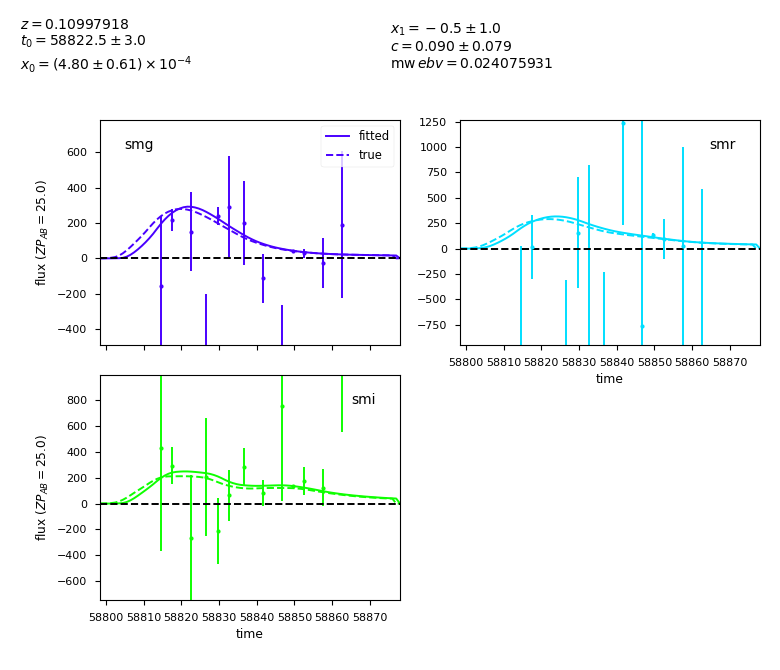 z = 0.10997918
t₀ = 58822.5 ± 3.0
x₀ = (4.80 ± 0.61) × 10⁻⁴
x₁ = −0.5 ± 1.0
c = 0.090 ± 0.079
mw ebv = 0.024075931
smg
fitted
true
600
400
200
0
−200
−400
flux (ZP_AB = 25.0)
smr
1250
1000
750
500
250
0
−250
−500
−750
58800 58810 58820 58830 58840 58850 58860 58870
time
smi
800
600
400
200
0
−200
−400
−600
flux (ZP_AB = 25.0)
58800 58810 58820 58830 58840 58850 58860 58870
time